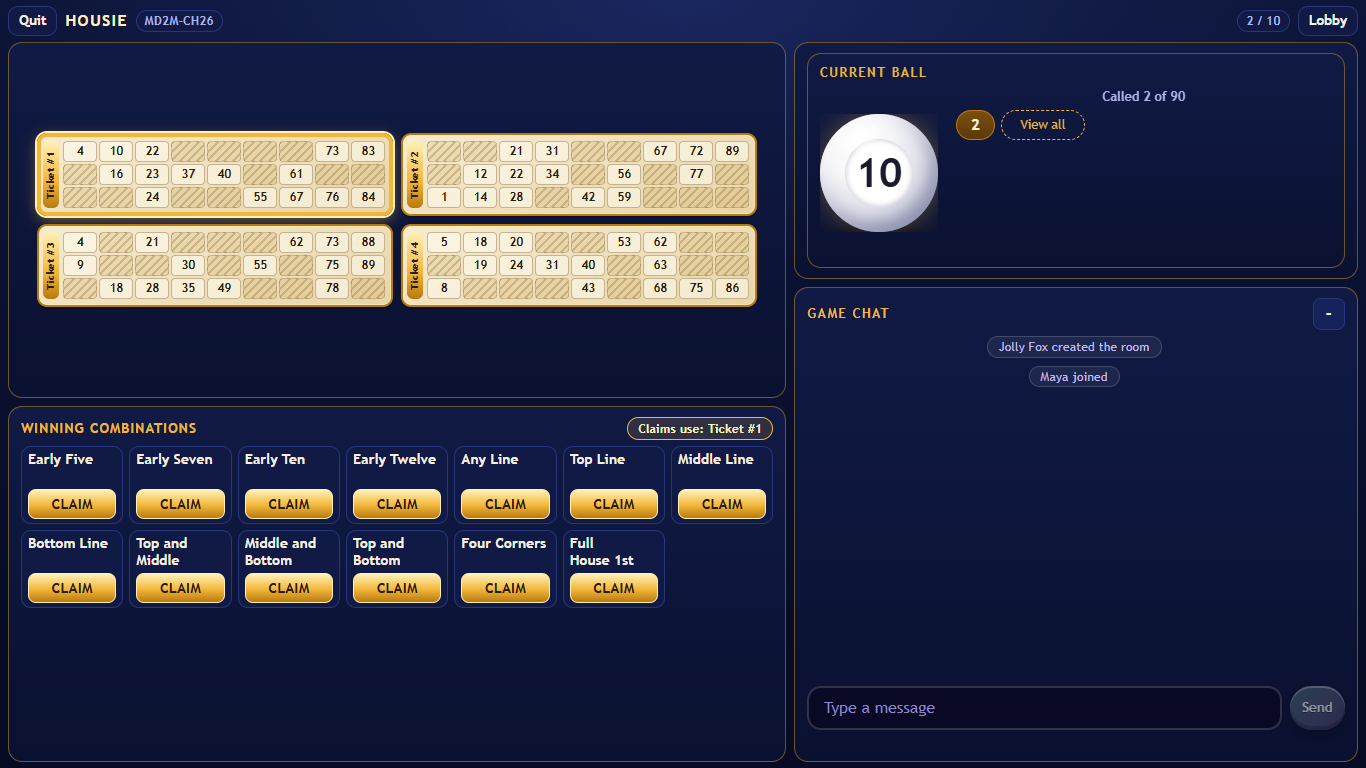 Quit HOUSIE MD2M-CH26 2 / 10 Lobby
Ticket #1
4 10 22 73 83
16 23 37 40 61
24 55 67 76 84
Ticket #2
21 31 67 72 89
12 22 34 56 77
1 14 28 42 59
Ticket #3
4 21 62 73 88
9 30 55 75 89
18 28 35 49 78
Ticket #4
5 18 20 53 62
19 24 31 40 63
8 43 68 75 86
WINNING COMBINATIONS Claims use: Ticket #1
Early Five
CLAIM
Early Seven
CLAIM
Early Ten
CLAIM
Early Twelve
CLAIM
Any Line
CLAIM
Top Line
CLAIM
Middle Line
CLAIM
Bottom Line
CLAIM
Top and
Middle
CLAIM
Middle and
Bottom
CLAIM
Top and
Bottom
CLAIM
Four Corners
CLAIM
Full
House 1st
CLAIM
CURRENT BALL
10
Called 2 of 90
2 View all
GAME CHAT -
Jolly Fox created the room
Maya joined
Type a message Send